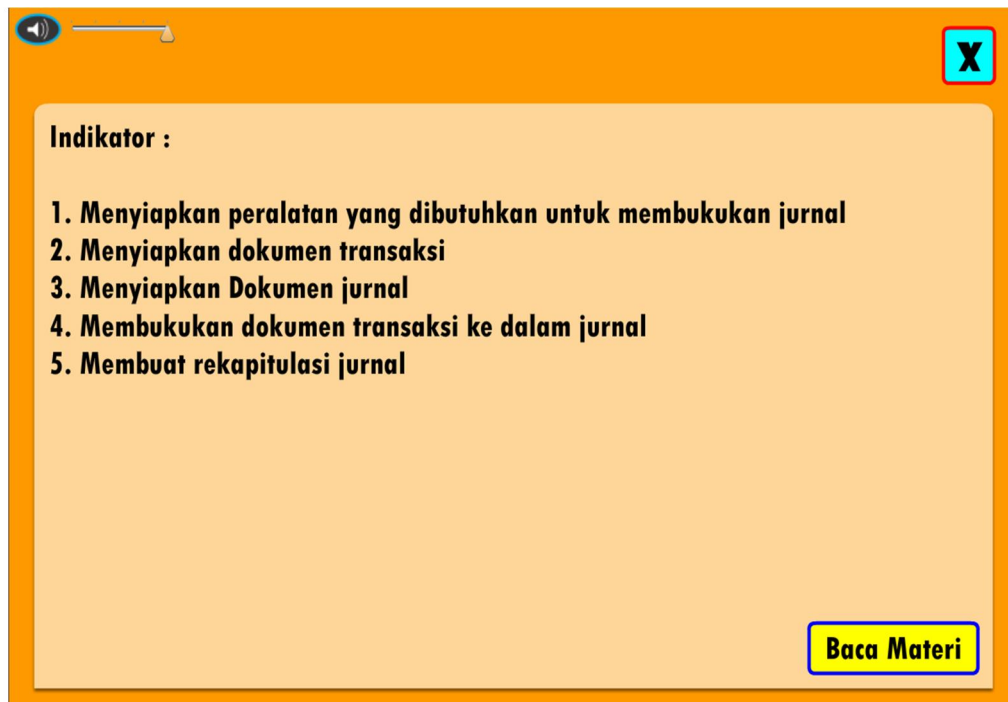 X
Indikator :
1. Menyiapkan peralatan yang dibutuhkan untuk membukukan jurnal
2. Menyiapkan dokumen transaksi
3. Menyiapkan Dokumen jurnal
4. Membukukan dokumen transaksi ke dalam jurnal
5. Membuat rekapitulasi jurnal
Baca Materi